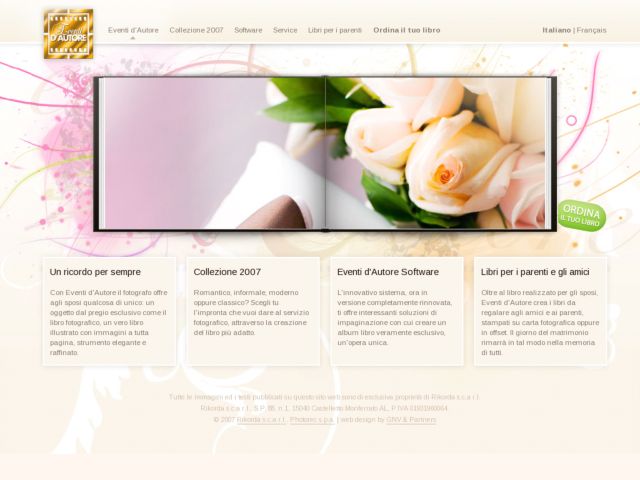 Eventi
D'AUTORE
Eventi d'Autore Collezione 2007 Software Service Libri per i parenti Ordina il tuo libro Italiano | Français
ORDINA
IL TUO LIBRO
Un ricordo per sempre
Con Eventi d'Autore il fotografo offre
agli sposi qualcosa di unico: un
oggetto dal pregio esclusivo come il
libro fotografico, un vero libro
illustrato con immagini a tutta
pagina, strumento elegante e
raffinato.
Collezione 2007
Romantico, informale, moderno
oppure classico? Scegli tu
l'impronta che vuoi dare al servizio
fotografico, attraverso la creazione
del libro più adatto.
Eventi d'Autore Software
L'innovativo sistema, ora in
versione completamente rinnovata,
ti offre interessanti soluzioni di
impaginazione con cui creare un
album libro veramente esclusivo,
un'opera unica.
Libri per i parenti e gli amici
Oltre al libro realizzato per gli sposi,
Eventi d'Autore crea i libri da
regalare agli amici e ai parenti,
stampati su carta fotografica oppure
in offset. Il giorno del matrimonio
rimarrà in tal modo nella memoria
di tutti.
Tutte le immagini ed i testi pubblicati su questo sito web sono di esclusiva proprietà di Rikorda s.c.a r.l.
Rikorda s.c.a r.l., S.P. 55, n.1, 15040 Castelletto Monferrato AL, P.IVA
© 2007 Rikorda s.c.a r.l., Photorec s.p.a. | web design by GNV & Partners